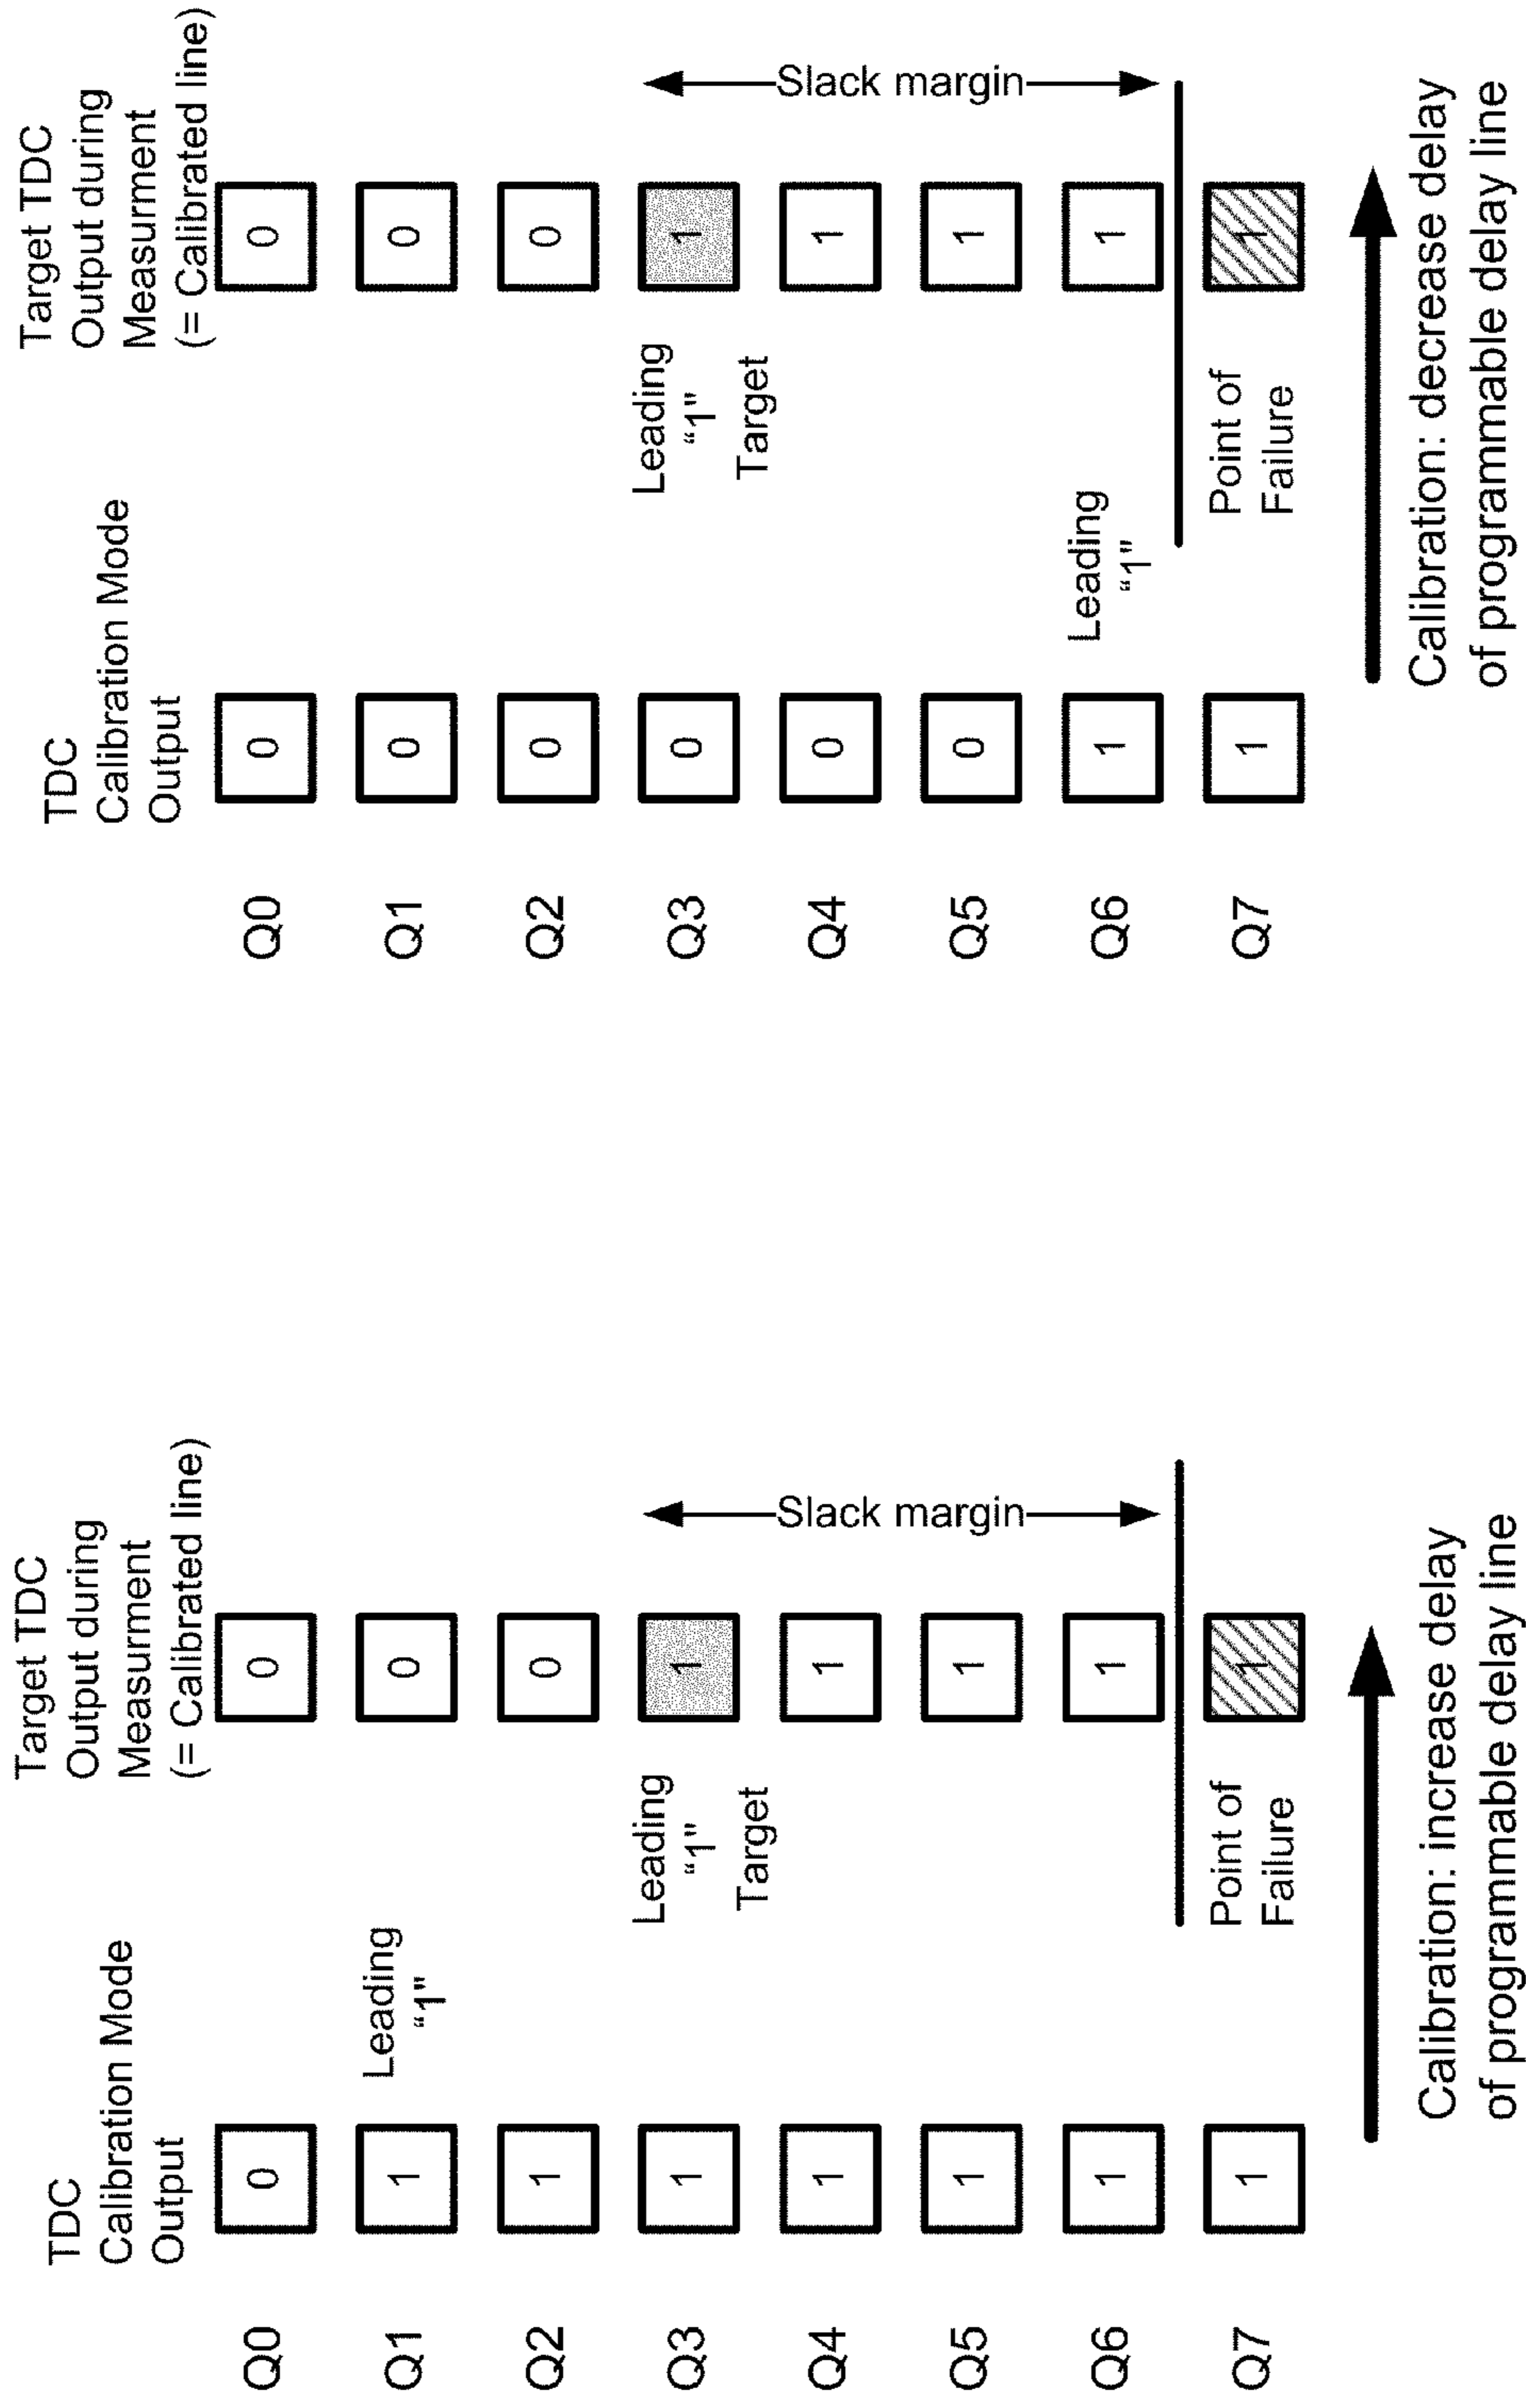 TDC
Calibration Mode
Output
Target TDC
Output during
Measurment
(= Calibrated line)
Q0 0 0
Q1 1 0
Leading
"1"
Q2 1 0
Q3 1 1
Leading
"1"
Target
Q4 1 1
Q5 1 1
Q6 1 1
Slack margin
Q7 1 1
Point of
Failure
Calibration: increase delay
of programmable delay line
TDC
Calibration Mode
Output
Target TDC
Output during
Measurment
(= Calibrated line)
Q0 0 0
Q1 0 0
Q2 0 0
Q3 0 1
Leading
"1"
Target
Q4 0 1
Q5 0 1
Q6 1 1
Leading
"1"
Slack margin
Q7 1 1
Point of
Failure
Calibration: decrease delay
of programmable delay line